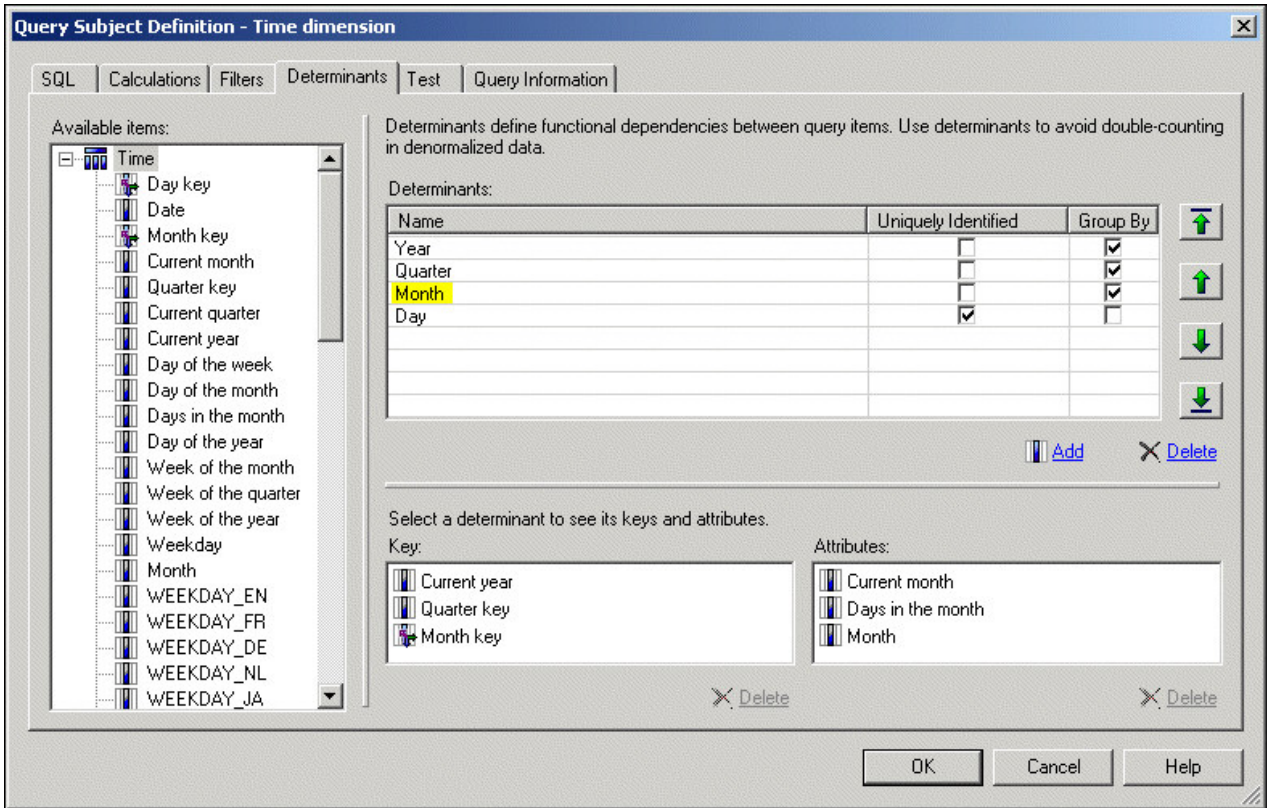 Query Subject Definition - Time dimension
SQL
Calculations
Filters
Determinants
Test
Query Information
Available items:
Time
Day key
Date
Month key
Current month
Quarter key
Current quarter
Current year
Day of the week
Day of the month
Days in the month
Day of the year
Week of the month
Week of the quarter
Week of the year
Weekday
Month
WEEKDAY_EN
WEEKDAY_FR
WEEKDAY_DE
WEEKDAY_NL
WEEKDAY_JA
Determinants define functional dependencies between query items. Use determinants to avoid double-counting
in denormalized data.
Determinants:
Name Uniquely Identified Group By
Year
Quarter
Month
Day
Add Delete
Select a determinant to see its keys and attributes.
Key:
Current year
Quarter key
Month key
Delete
Attributes:
Current month
Days in the month
Month
Delete
OK Cancel Help